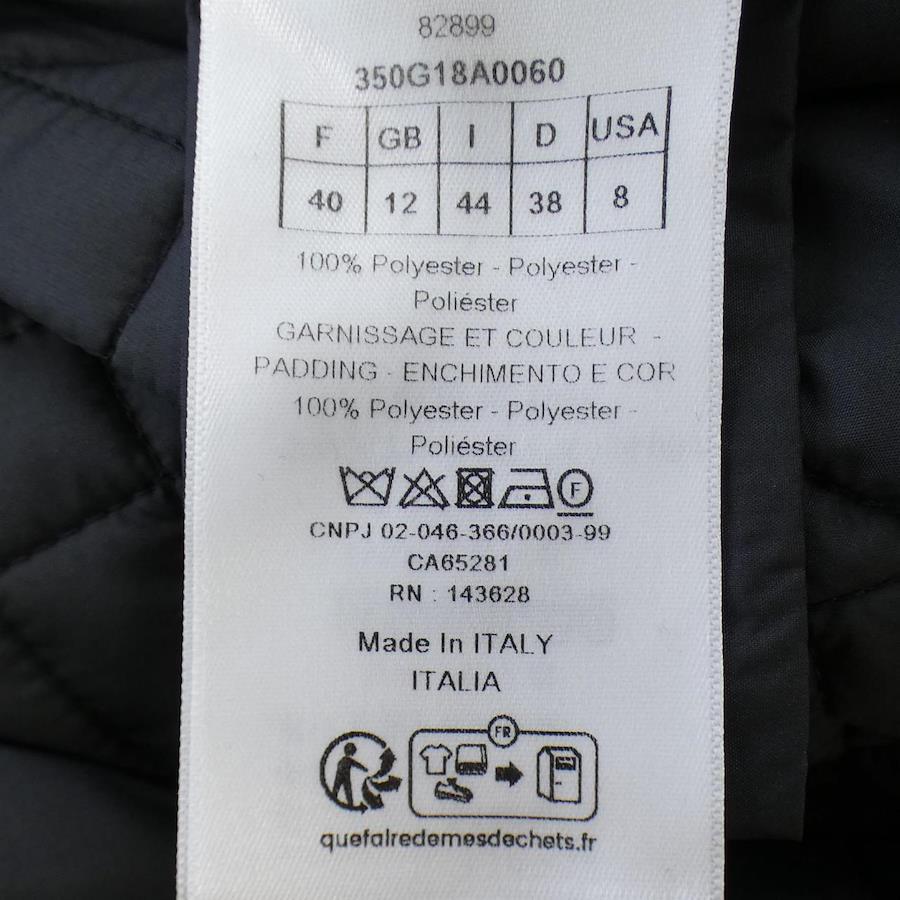 82899
350G18A0060
F GB I D USA
40 12 44 38 8
100% Polyester - Polyester -
Poliéster
GARNISSAGE ET COULEUR -
PADDING - ENCHIMENTO E COR
100% Polyester - Polyester -
Poliéster
F
CNPJ 02-046-366/0003-99
CA65281
RN : 143628
Made In ITALY
ITALIA
FR
quefairedemesdechets.fr